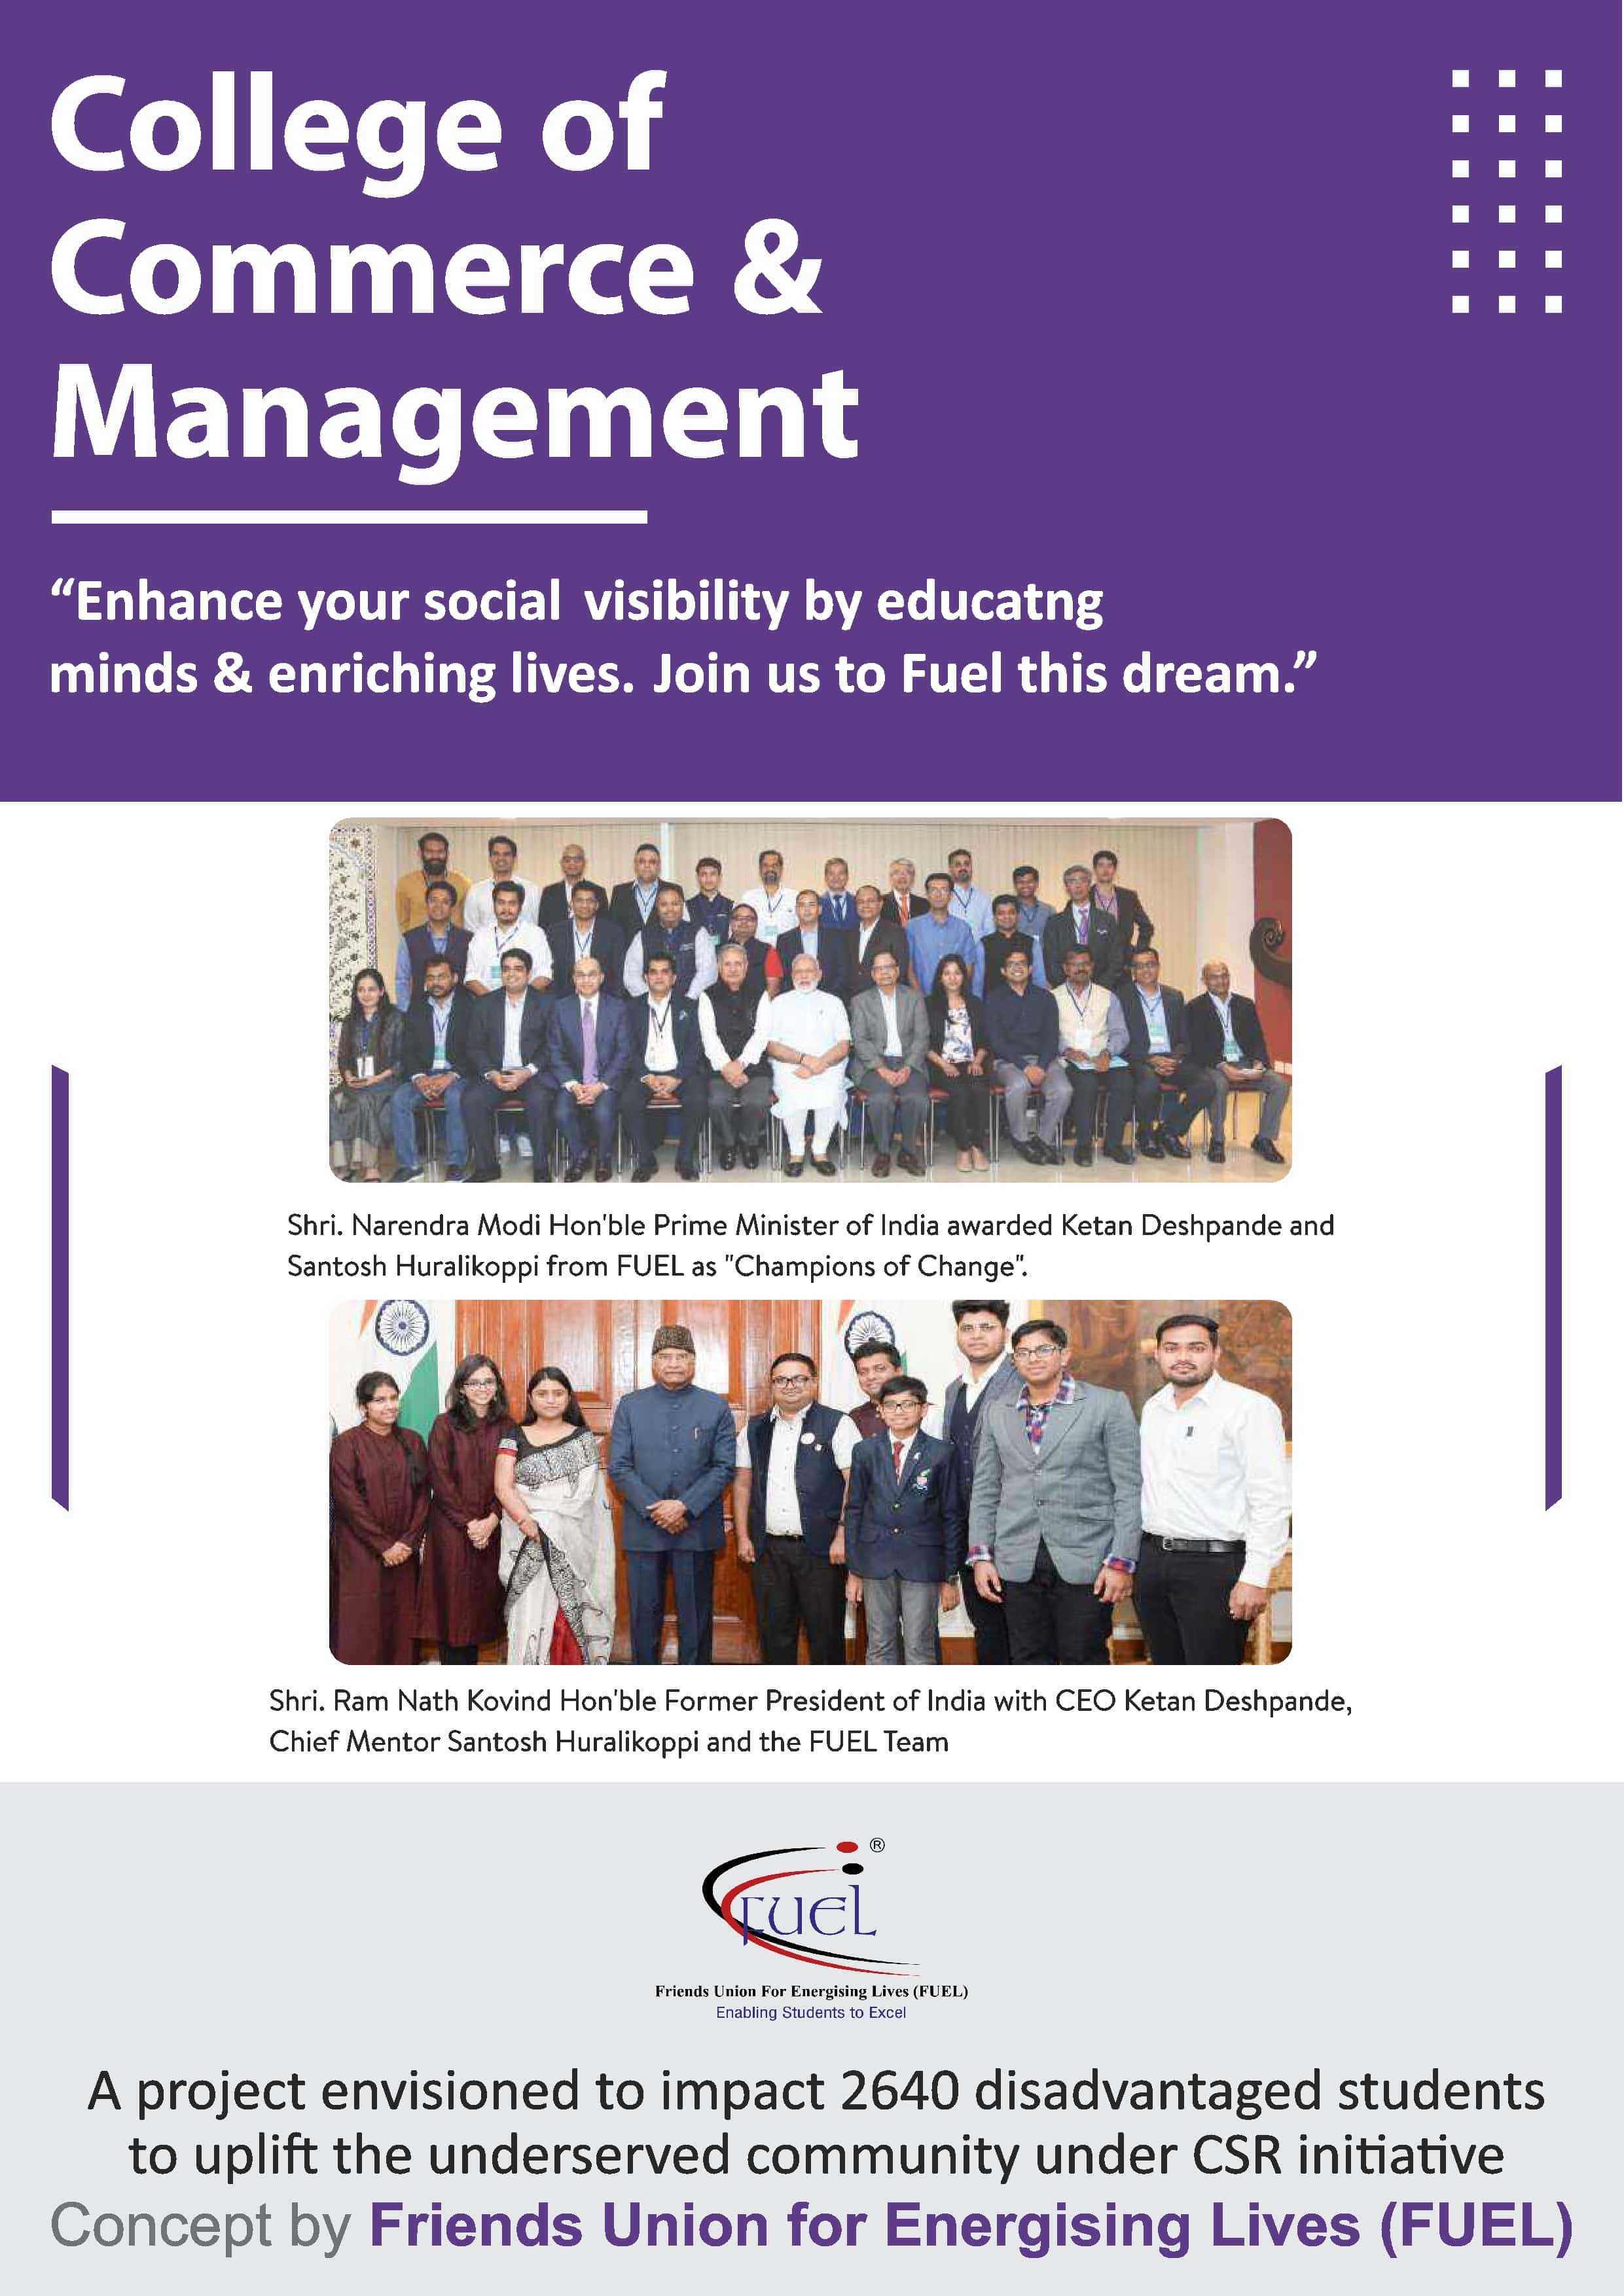 College of
Commerce &
Management
“Enhance your social visibility by educatng
minds & enriching lives. Join us to Fuel this dream.”
Shri. Narendra Modi Hon'ble Prime Minister of India awarded Ketan Deshpande and
Santosh Huralikoppi from FUEL as "Champions of Change".
Shri. Ram Nath Kovind Hon'ble Former President of India with CEO Ketan Deshpande,
Chief Mentor Santosh Huralikoppi and the FUEL Team
®
FUEL
Friends Union For Energising Lives (FUEL)
Enabling Students to Excel
A project envisioned to impact 2640 disadvantaged students
to uplift the underserved community under CSR initiative
Concept by Friends Union for Energising Lives (FUEL)